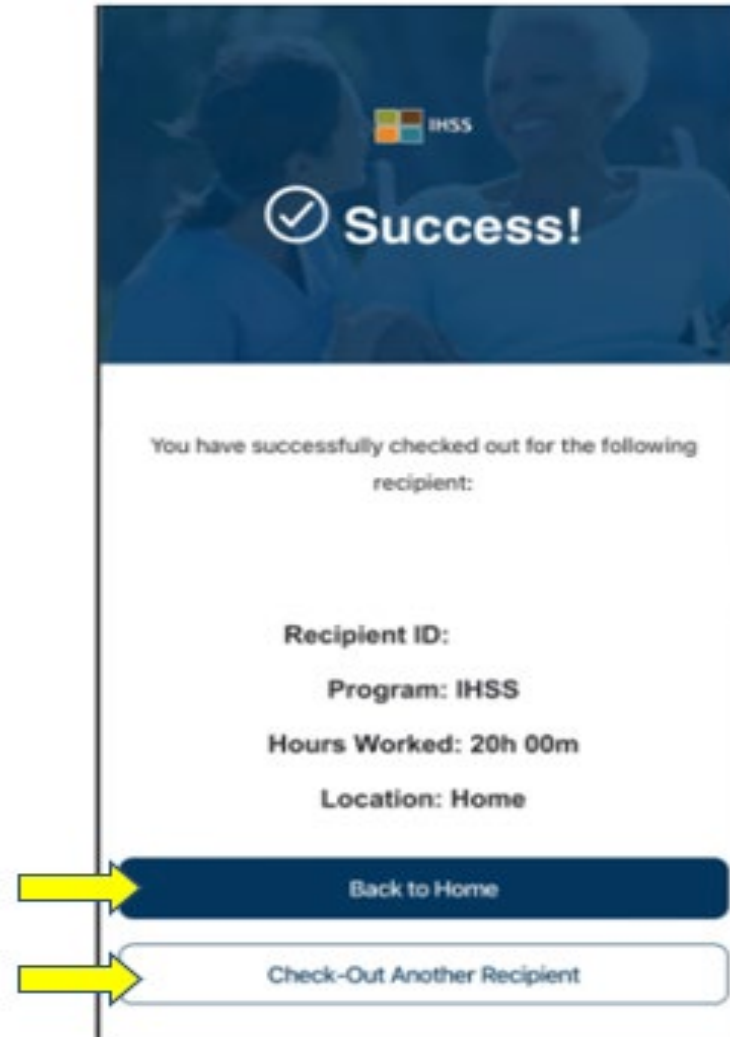 IHSS
Success!
You have successfully checked out for the following
recipient:
Recipient ID:
Program: IHSS
Hours Worked: 20h 00m
Location: Home
Back to Home
Check-Out Another Recipient